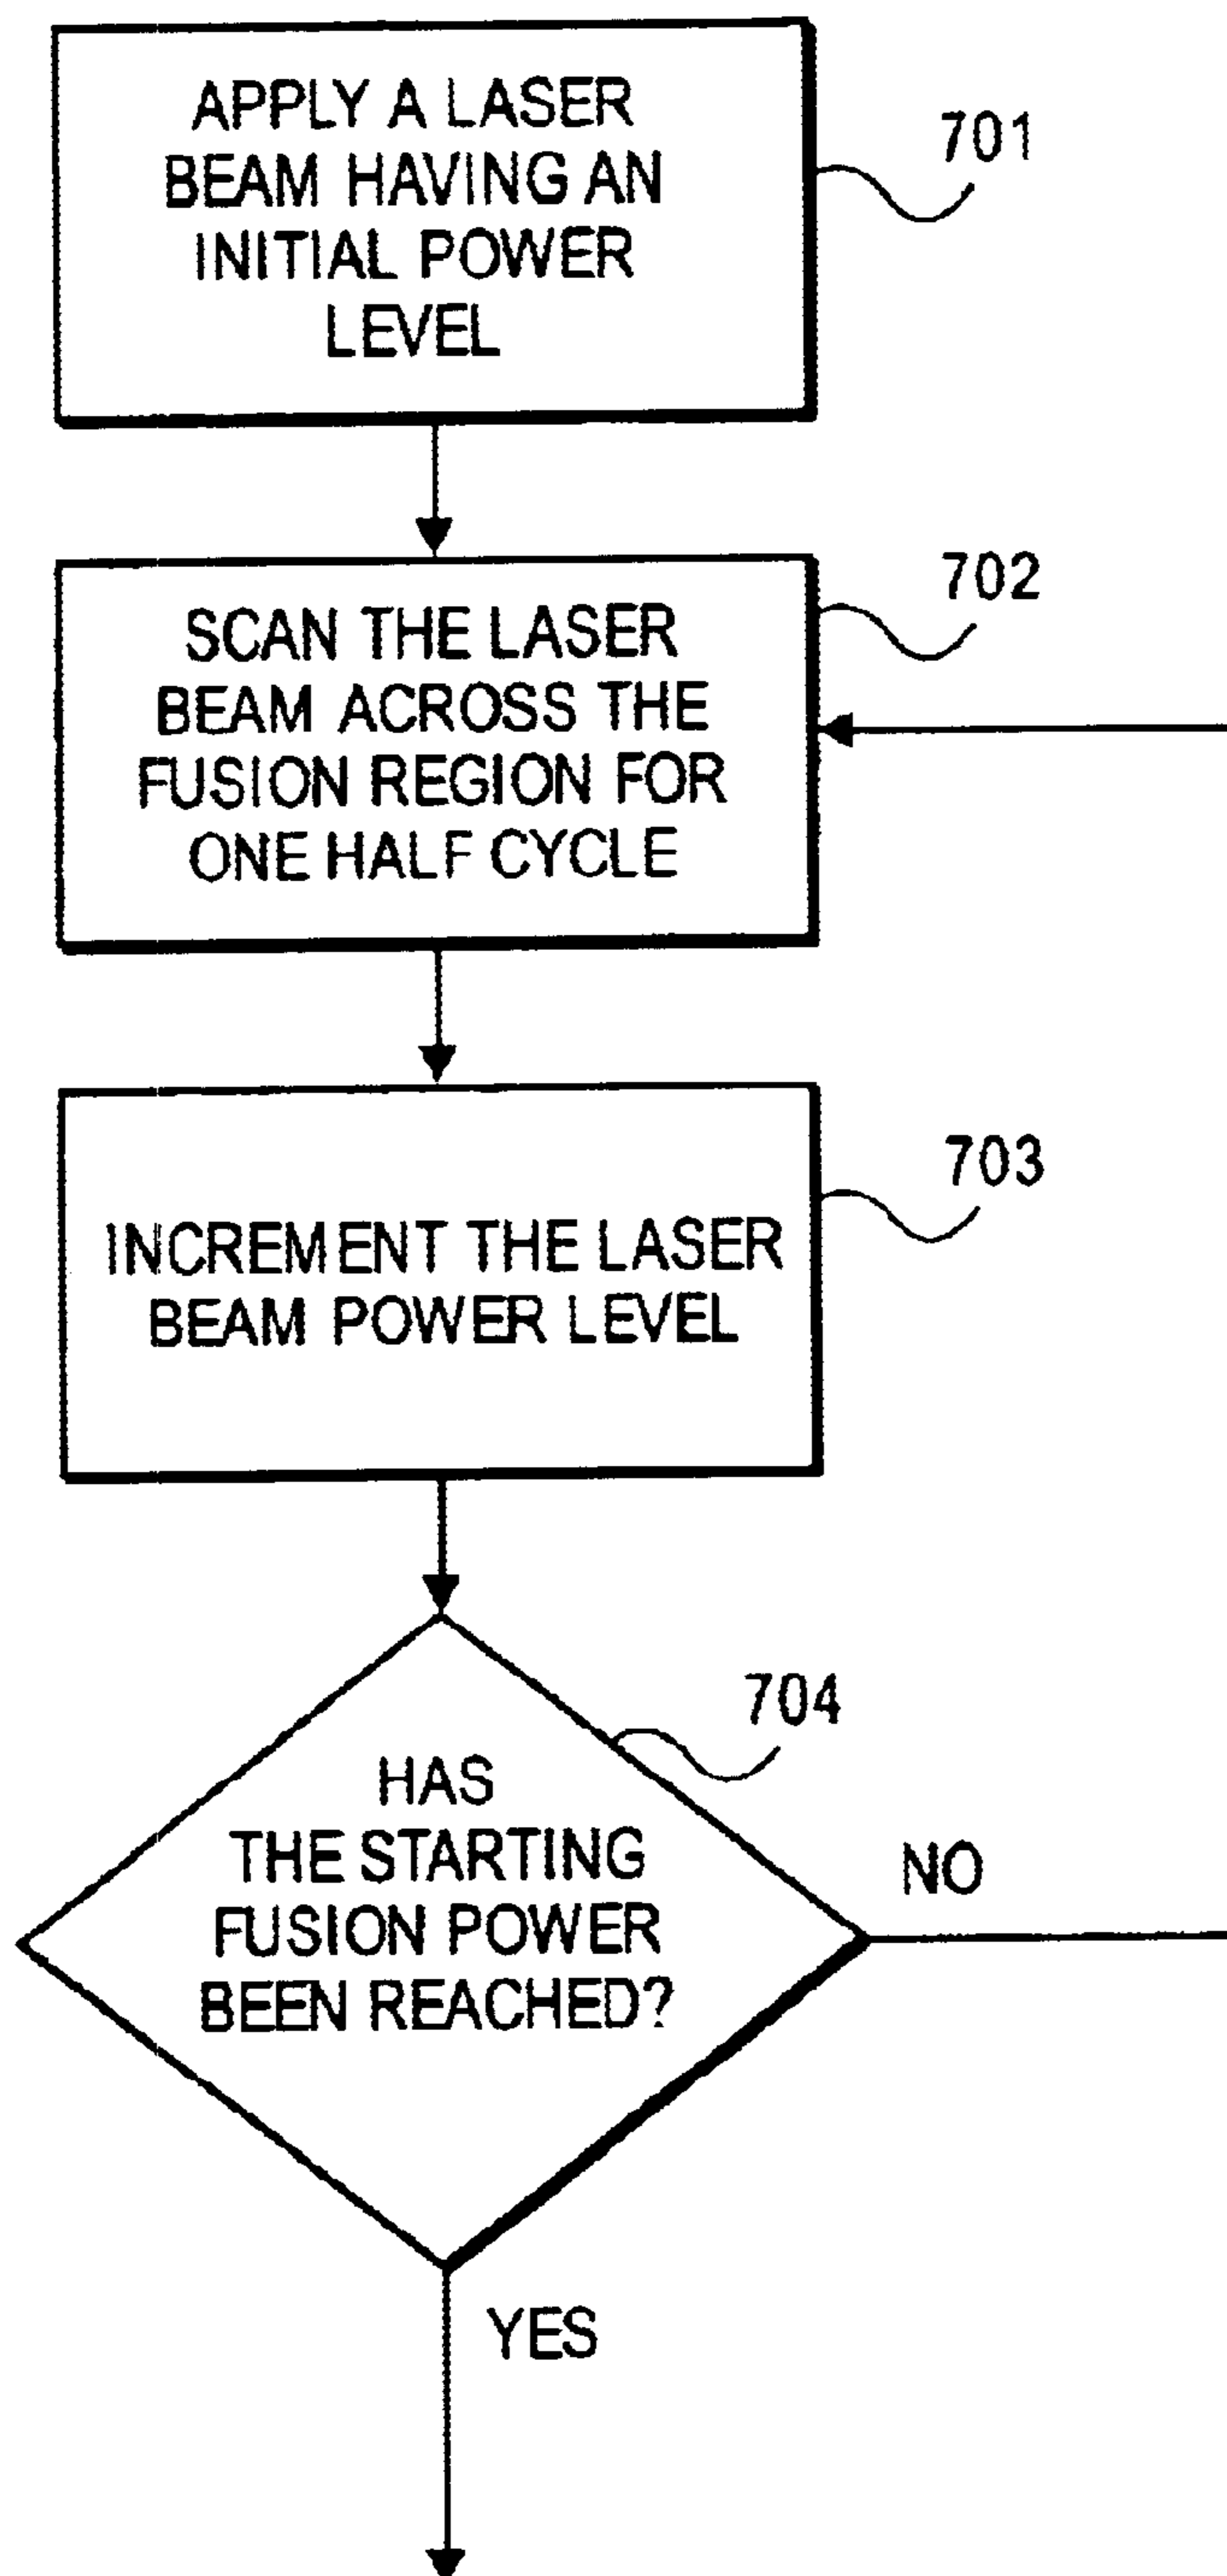 APPLY A LASER
BEAM HAVING AN
INITIAL POWER
LEVEL
701
SCAN THE LASER
BEAM ACROSS THE
FUSION REGION FOR
ONE HALF CYCLE
702
INCREMENT THE LASER
BEAM POWER LEVEL
703
HAS
THE STARTING
FUSION POWER
BEEN REACHED?
704
NO
YES